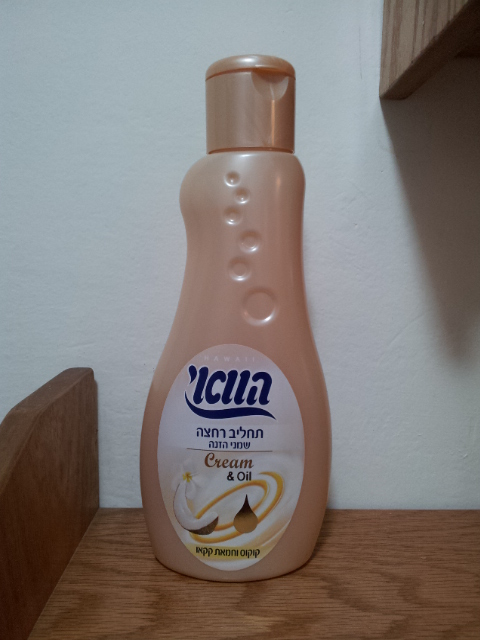 HAWAII
הוואי
תחליב רחצה
שמני הזנה
Cream
& Oil
קוקוס וחמאת קקאו